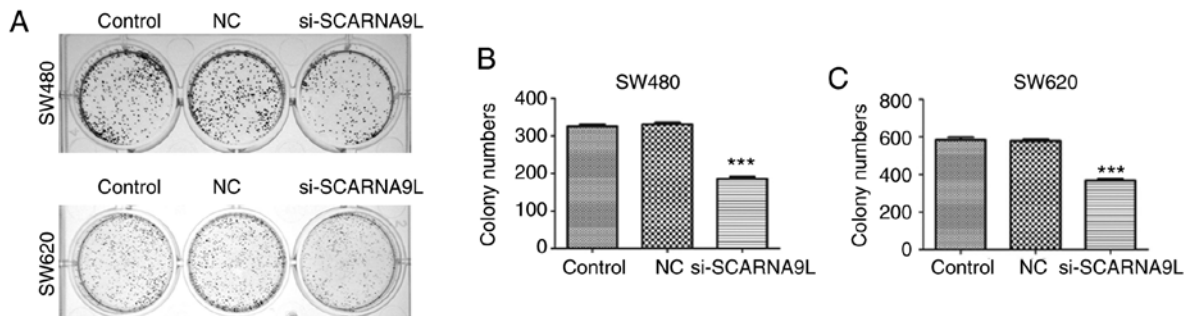 A
Control NC si-SCARNA9L
SW480
Control NC si-SCARNA9L
SW620
B
SW480
Colony numbers
400
300
200
100
0
***
Control NC si-SCARNA9L
C
SW620
Colony numbers
800
600
400
200
0
***
Control NC si-SCARNA9L